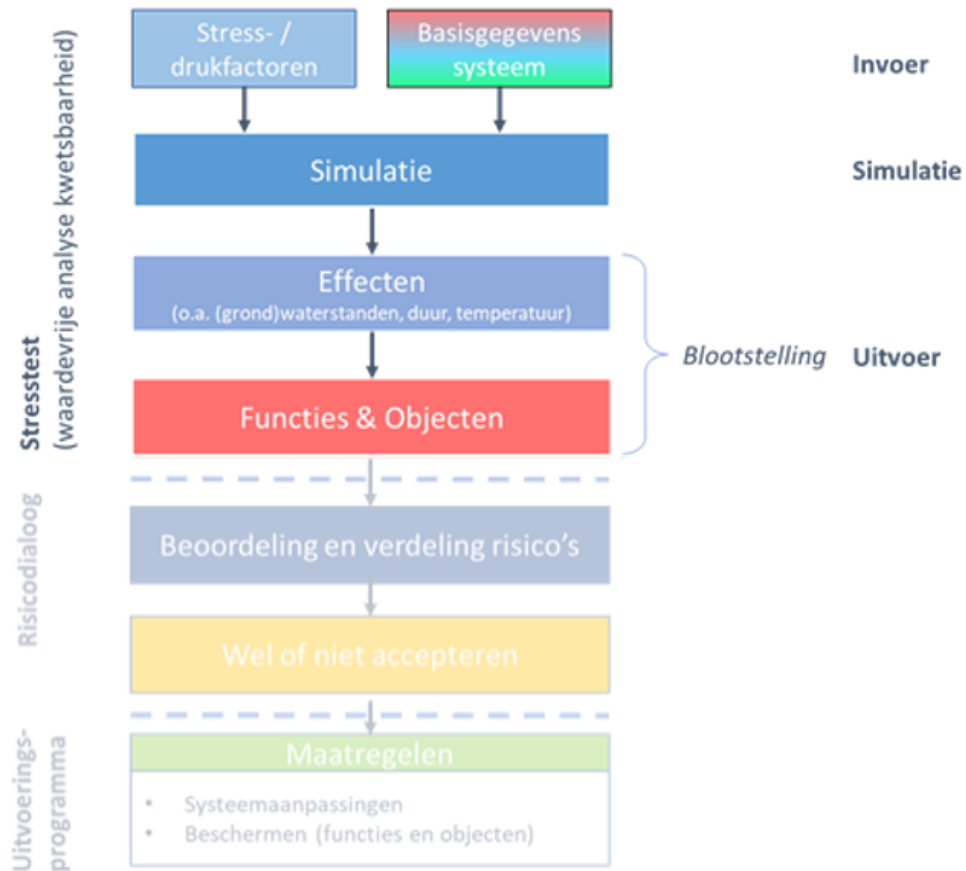 Stress- /
drukfactoren
Basisgegevens
systeem
Invoer
Simulatie
Simulatie
Effecten
(o.a. (grond)waterstanden, duur, temperatuur)
Blootstelling
Uitvoer
Functies & Objecten
Stresstest
(waardevrije analyse kwetsbaarheid)
Beoordeling en verdeling risico's
Wel of niet accepteren
Risicodialoog
Maatregelen
• Systeemaanpassingen
• Beschermen (functies en objecten)
Uitvoerings-
programma